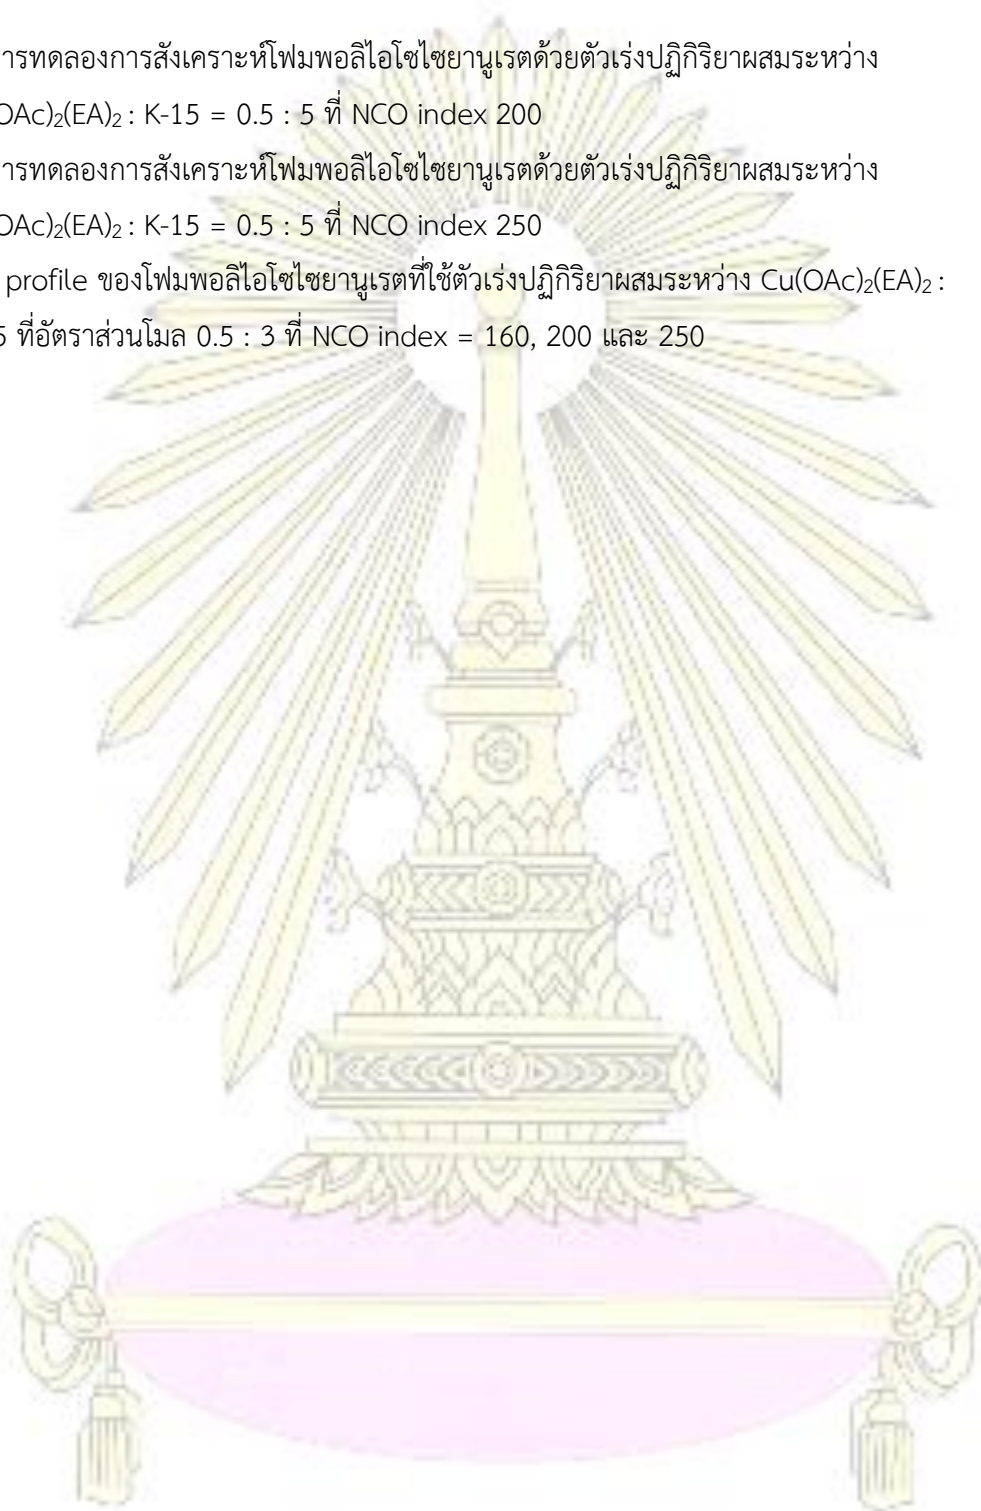 ารทดลองการสังเคราะห์โฟมพอลิไอโซไซยานูเรตด้วยตัวเร่งปฏิกิริยาผสมระหว่าง
OAc)₂(EA)₂ : K-15 = 0.5 : 5 ที่ NCO index 200
ารทดลองการสังเคราะห์โฟมพอลิไอโซไซยานูเรตด้วยตัวเร่งปฏิกิริยาผสมระหว่าง
OAc)₂(EA)₂ : K-15 = 0.5 : 5 ที่ NCO index 250
profile ของโฟมพอลิไอโซไซยานูเรตที่ใช้ตัวเร่งปฏิกิริยาผสมระหว่าง Cu(OAc)₂(EA)₂ :
5 ที่อัตราส่วนโมล 0.5 : 3 ที่ NCO index = 160, 200 และ 250